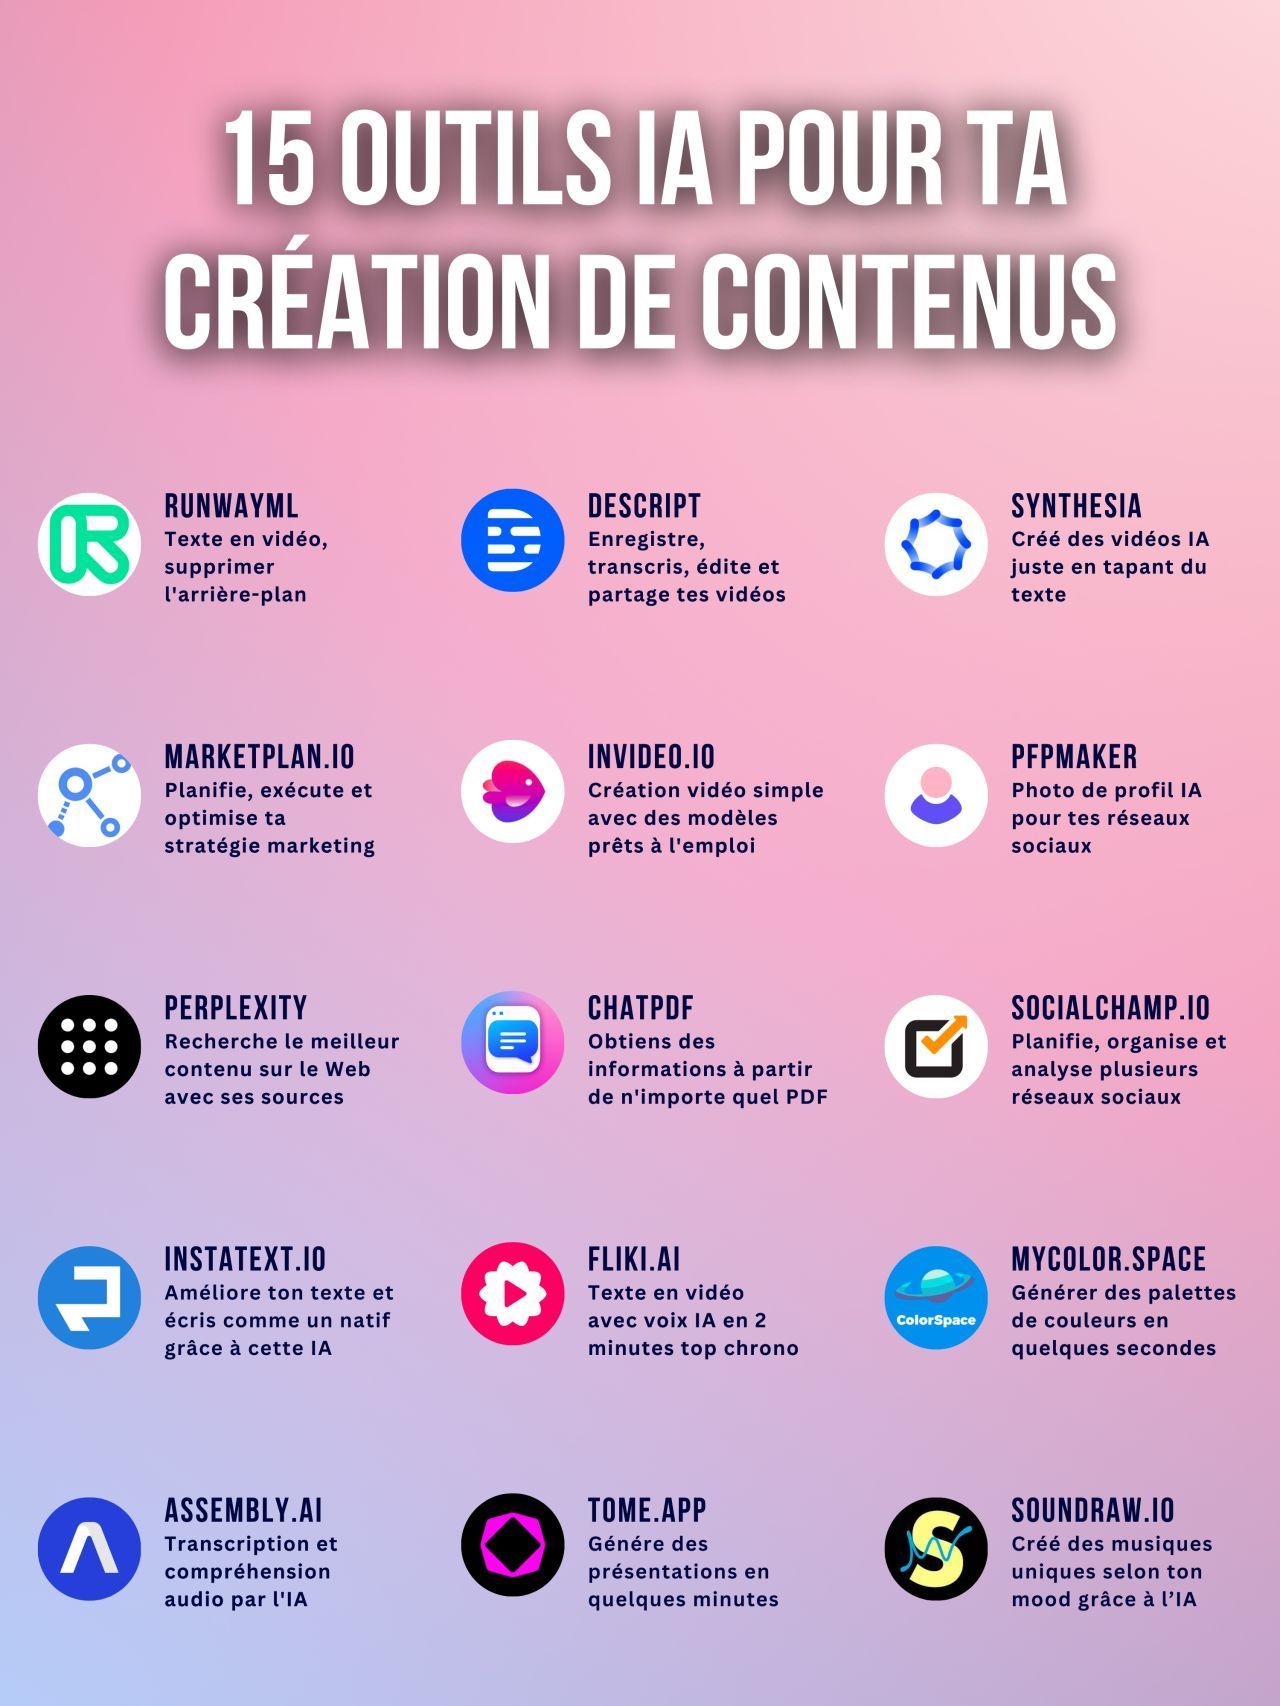 15 OUTILS IA POUR TA
CRÉATION DE CONTENUS
RUNWAYML
Texte en vidéo,
supprimer
l'arrière-plan
DESCRIPT
Enregistre,
transcris, édite et
partage tes vidéos
SYNTHESIA
Créé des vidéos IA
juste en tapant du
texte
MARKETPLAN.IO
Planifie, exécute et
optimise ta
stratégie marketing
INVIDEO.IO
Création vidéo simple
avec des modèles
prêts à l'emploi
PFPMAKER
Photo de profil IA
pour tes réseaux
sociaux
PERPLEXITY
Recherche le meilleur
contenu sur le Web
avec ses sources
CHATPDF
Obtiens des
informations à partir
de n'importe quel PDF
SOCIALCHAMP.IO
Planifie, organise et
analyse plusieurs
réseaux sociaux
INSTATEXT.IO
Améliore ton texte et
écris comme un natif
grâce à cette IA
FLIKI.AI
Texte en vidéo
avec voix IA en 2
minutes top chrono
ColorSpace
MYCOLOR.SPACE
Générer des palettes
de couleurs en
quelques secondes
ASSEMBLY.AI
Transcription et
compréhension
audio par l'IA
TOME.APP
Génére des
présentations en
quelques minutes
S
SOUNDRAW.IO
Créé des musiques
uniques selon ton
mood grâce à l’IA